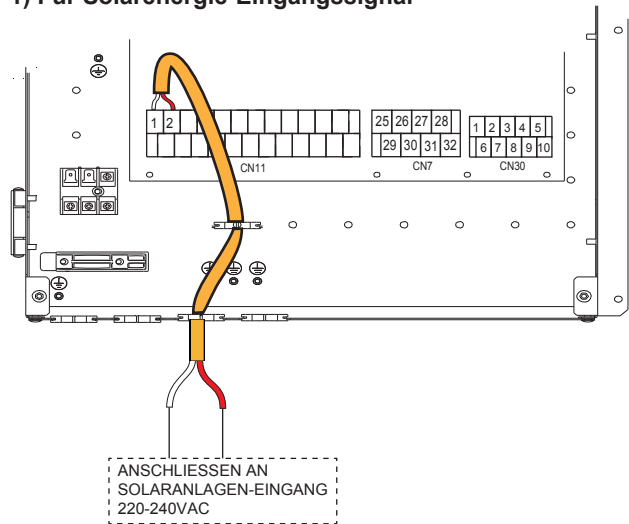 1) Für Solarenergie-Eingangssignal
1 2
25 26 27 28
29 30 31 32
1 2 3 4 5
6 7 8 9 10
CN11
CN7
CN30
ANSCHLIESSEN AN
SOLARANLAGEN-EINGANG
220-240VAC